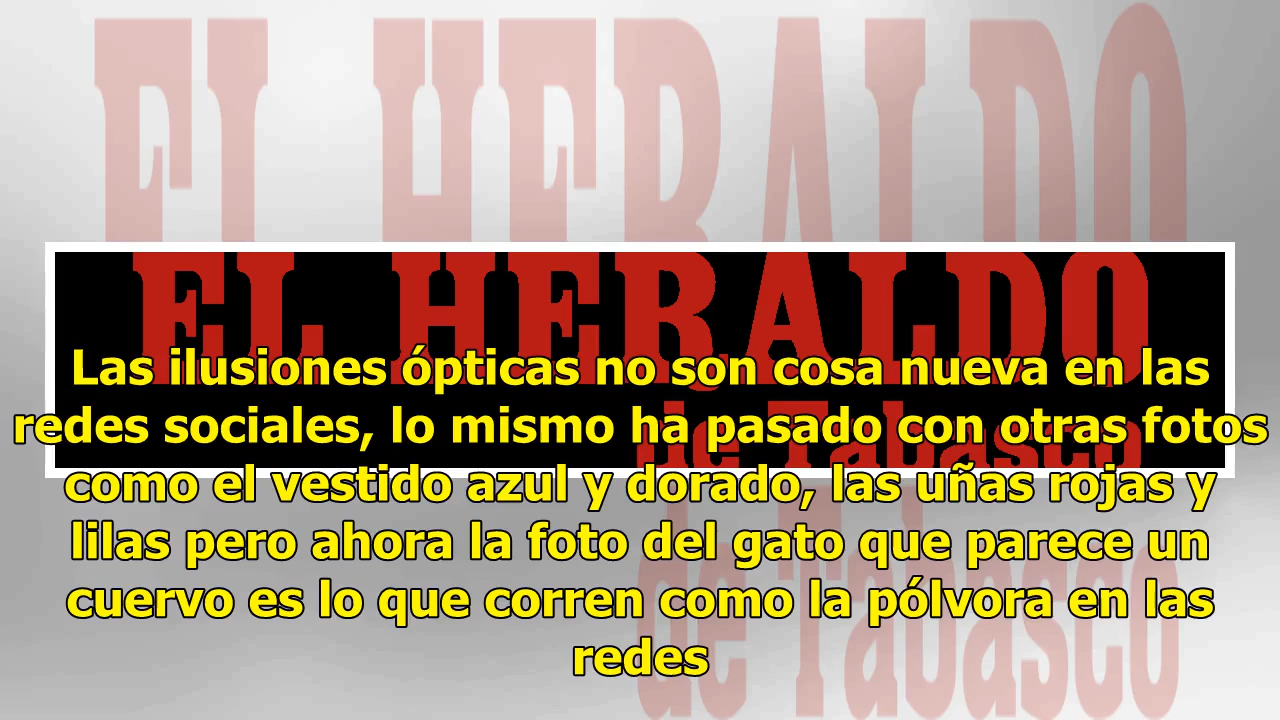 EL HERALDO
EL HERALDO
de Tabasco
Las ilusiones ópticas no son cosa nueva en las
redes sociales, lo mismo ha pasado con otras fotos
como el vestido azul y dorado, las uñas rojas y
lilas pero ahora la foto del gato que parece un
cuervo es lo que corren como la pólvora en las
redes
de Tabasco